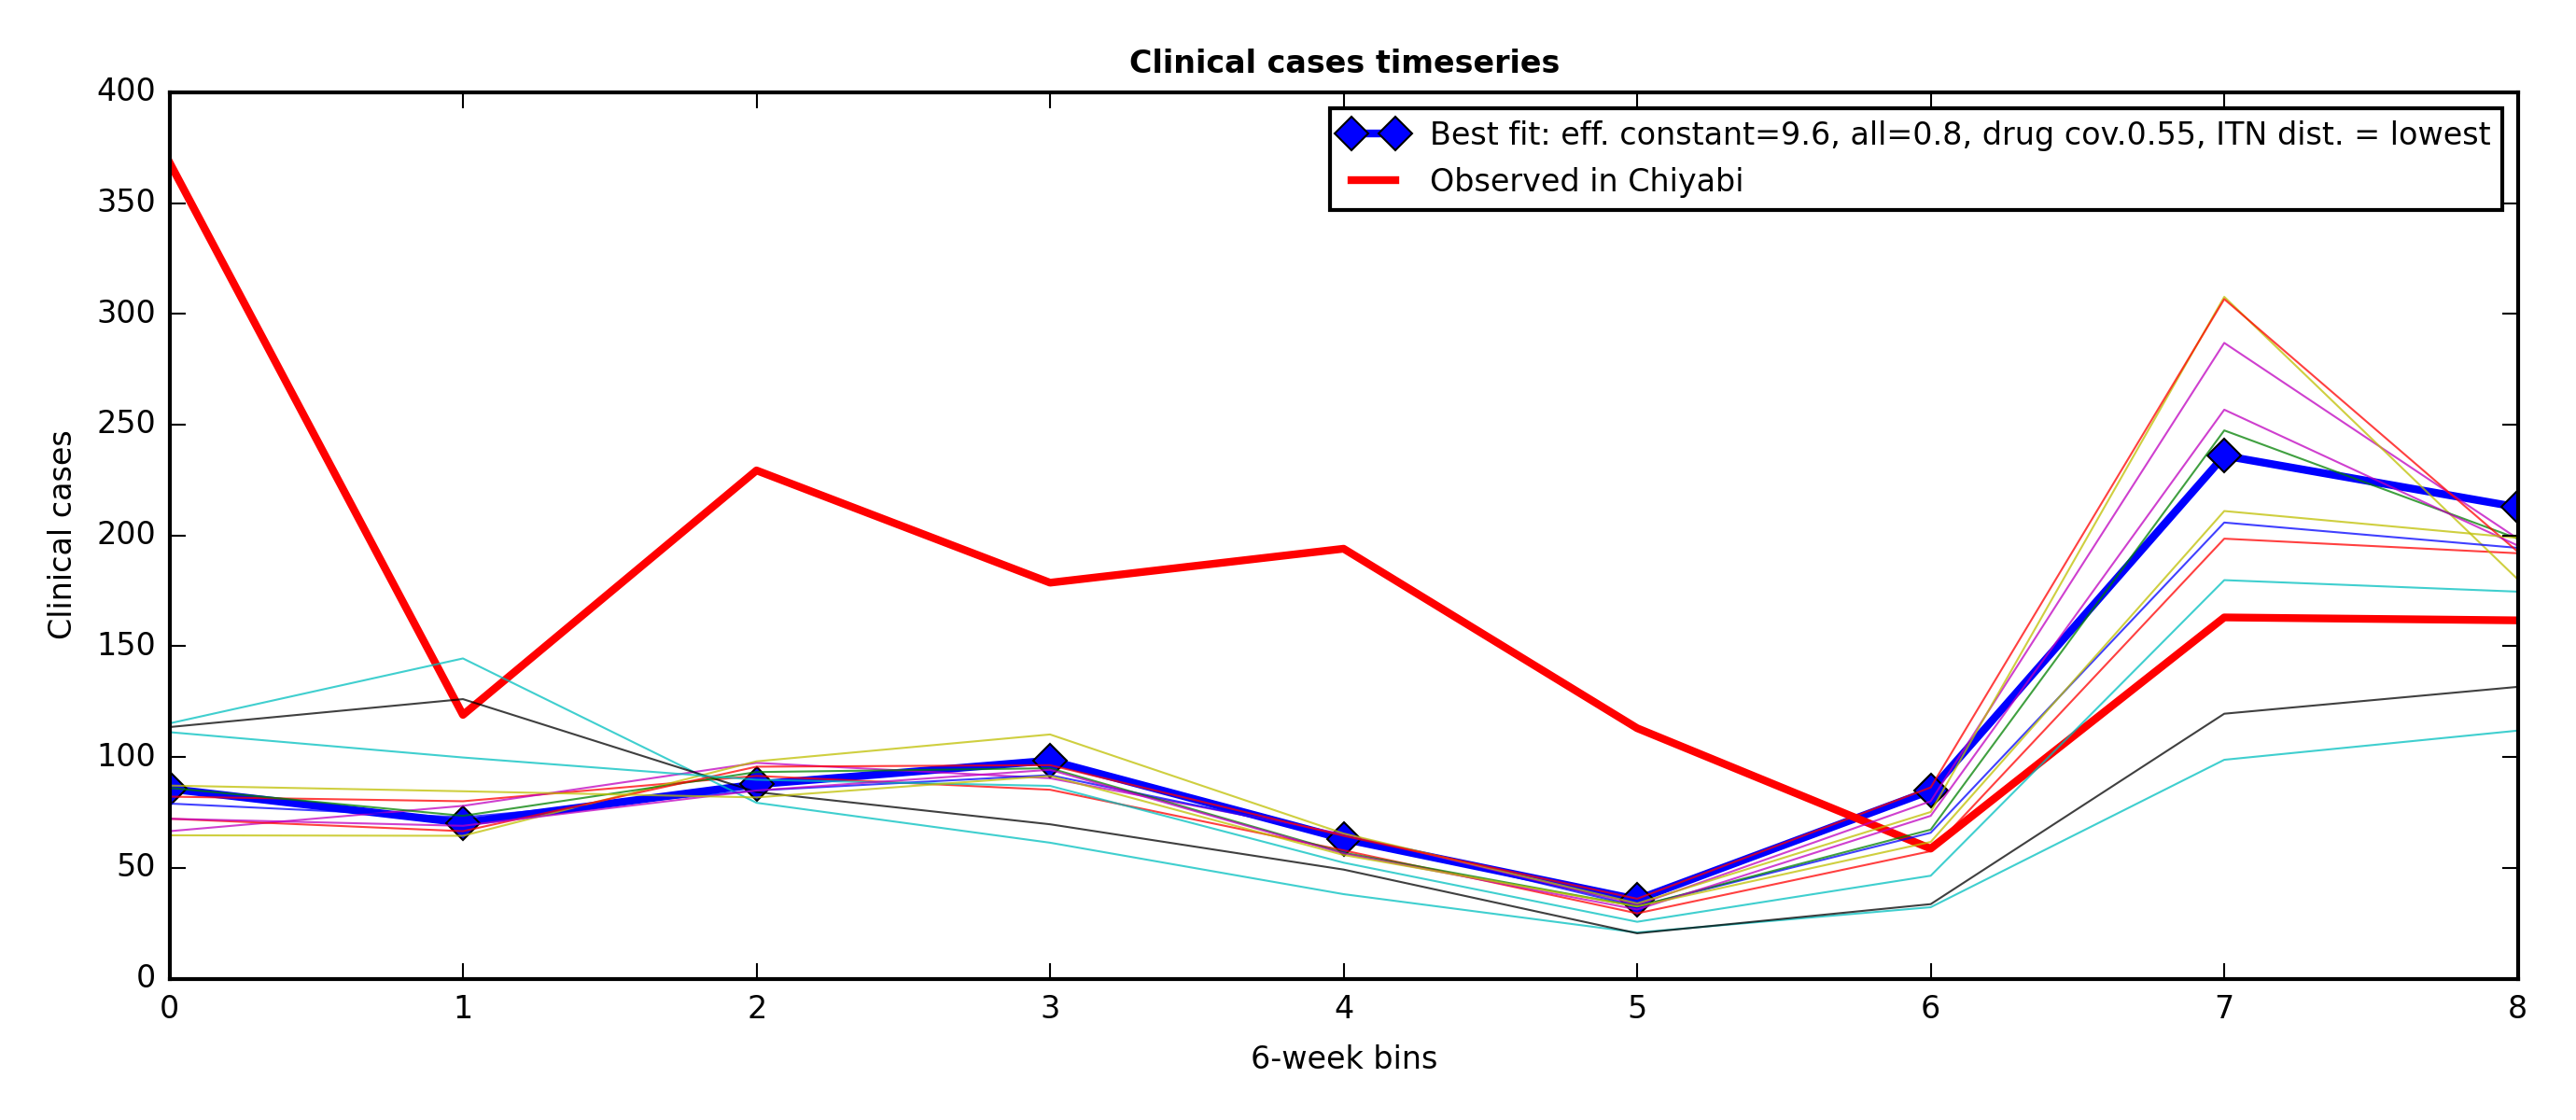 Clinical cases timeseries
400
350
300
250
200
150
100
50
0
Clinical cases
Best fit: eff. constant=9.6, all=0.8, drug cov.0.55, ITN dist. = lowest
Observed in Chiyabi
0 1 2 3 4 5 6 7 8
6-week bins